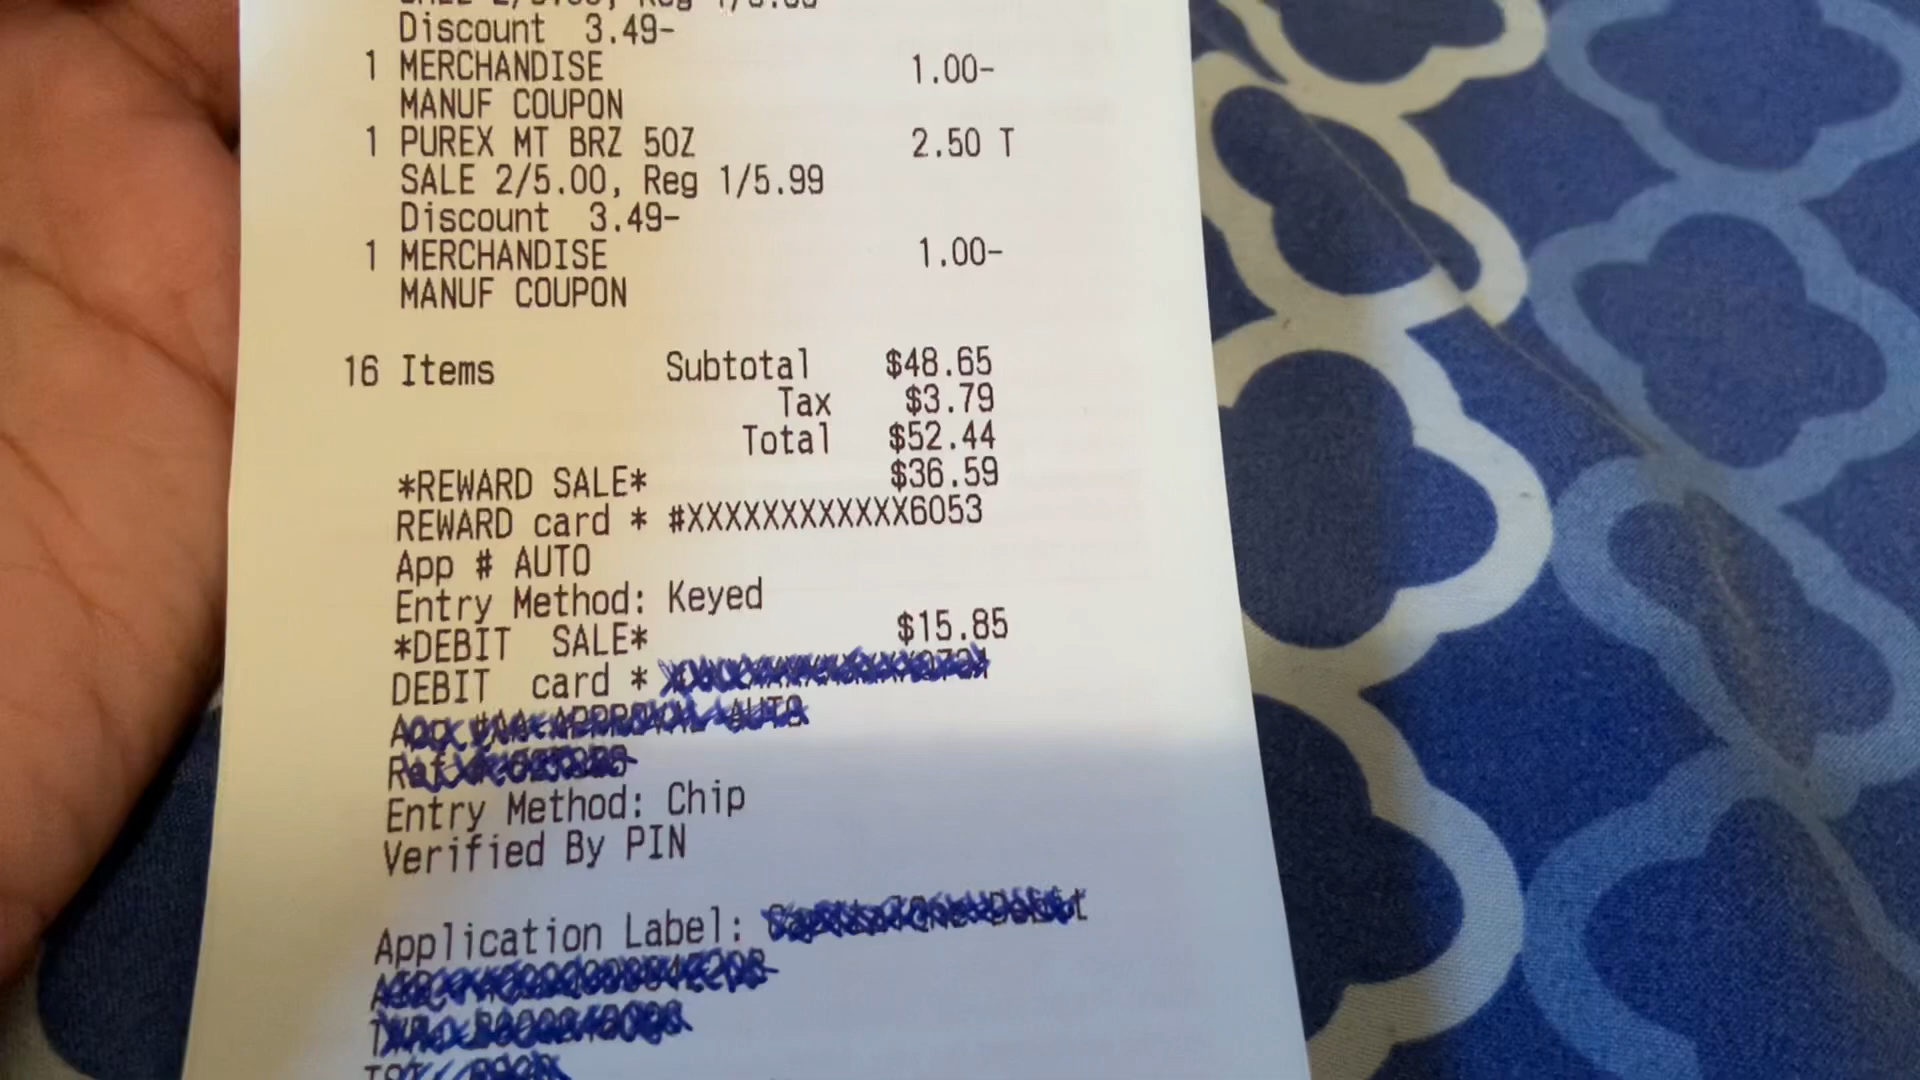 Discount 3.49-
1 MERCHANDISE 1.00-
MANUF COUPON
1 PUREX MT BRZ 50Z 2.50 T
SALE 2/5.00, Reg 1/5.99
Discount 3.49-
1 MERCHANDISE 1.00-
MANUF COUPON
16 Items Subtotal $48.65
Tax $3.79
Total $52.44
*REWARD SALE* $36.59
REWARD card * #XXXXXXXXXXXX6053
App # AUTO
Entry Method: Keyed
*DEBIT SALE* $15.85
DEBIT card *
Entry Method: Chip
Verified By PIN
Application Label: